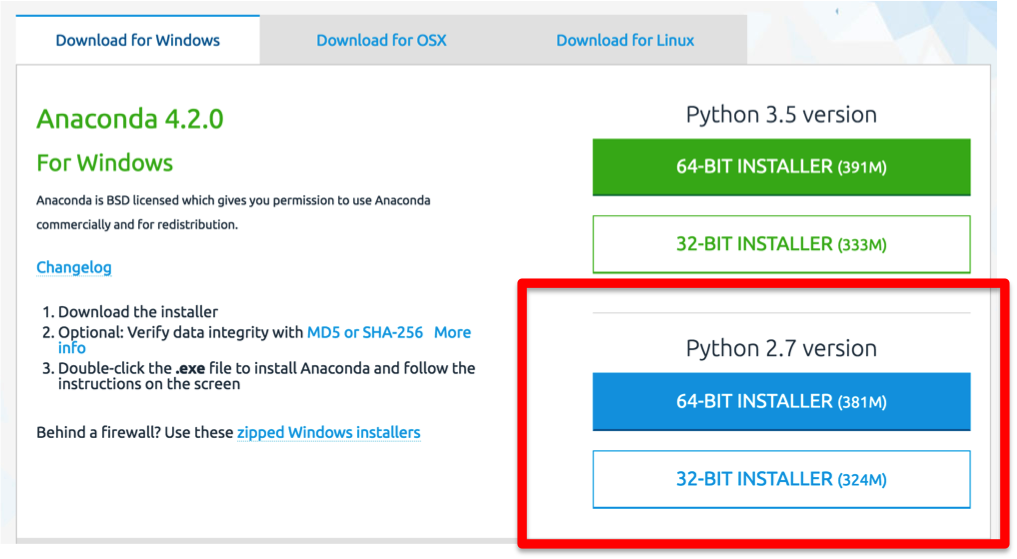 Download for Windows
Download for OSX
Download for Linux
Anaconda 4.2.0
For Windows
Anaconda is BSD licensed which gives you permission to use Anaconda
commercially and for redistribution.
Changelog
1. Download the installer
2. Optional: Verify data integrity with MD5 or SHA-256 More
info
3. Double-click the .exe file to install Anaconda and follow the
instructions on the screen
Behind a firewall? Use these zipped Windows installers
Python 3.5 version
64-BIT INSTALLER (391M)
32-BIT INSTALLER (333M)
Python 2.7 version
64-BIT INSTALLER (381M)
32-BIT INSTALLER (324M)